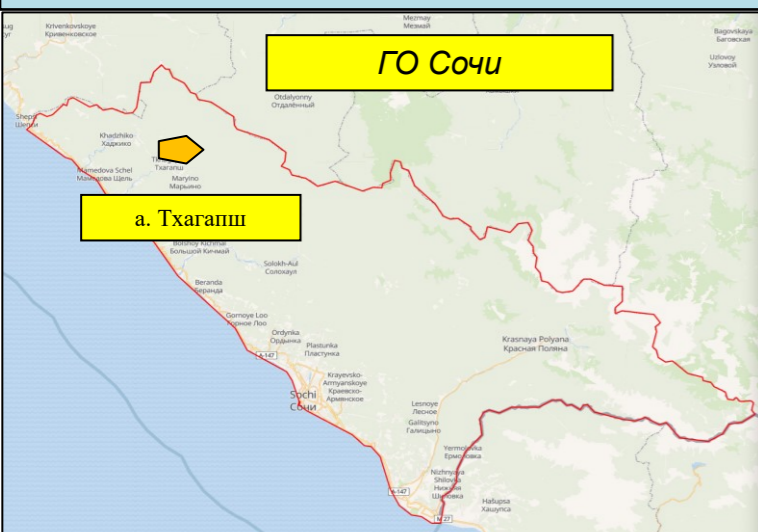 Krivenkovskoye
Кривенковское
Mezmay
Мезмай
Bagovskaya
Баговская
ГО Сочи
Uzlovoy
Узловой
Otdalyonny
Отдалённый
Shepsi
Шепси
Khadzhiko
Хаджико
Тхагапш
Mamedova Schel
Мамедова Щель
Maryino
Марьино
а. Тхагапш
Bolshoy Kichmai
Большой Кичмай
Solokh-Aul
Солохаул
Beranda
Беранда
Gornoye Loo
Горное Лоо
Ordynka
Ордынка
Plastunka
Пластунка
A-147
Krasnaya Polyana
Красная Поляна
Krayevsko-
Armyanskoye
Краевско-
Армянское
Sochi
Сочи
Lesnoye
Лесное
Galitsyno
Галицыно
Yermolovka
Ермоловка
Nizhnyaya
Shilovka
Нижняя
Шиловка
A-147
Hašupsa
Хашупса
M-27